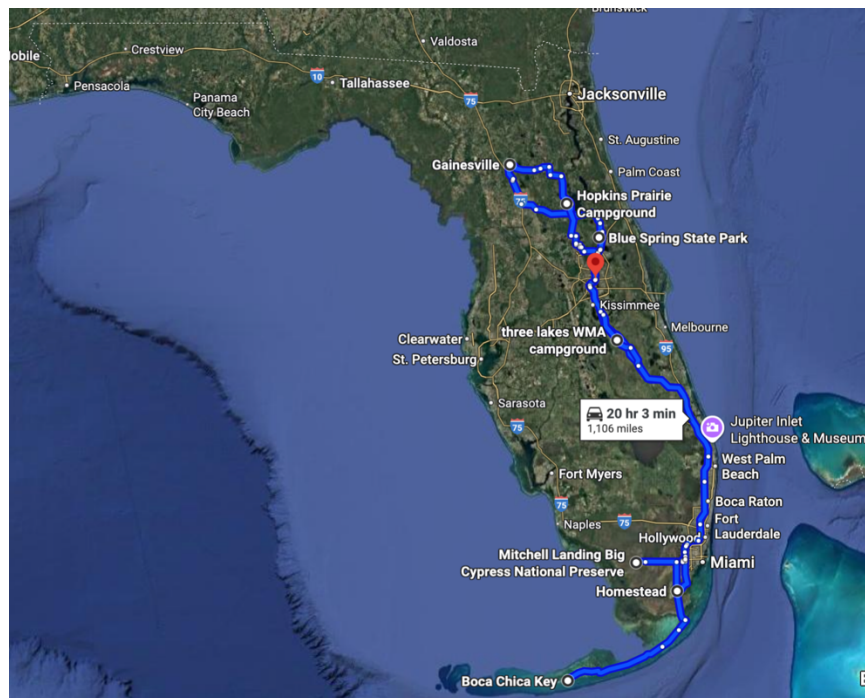 Brunswick
Valdosta
Mobile
Crestview
10
Tallahassee
Pensacola
Panama
City Beach
75
Jacksonville
St. Augustine
Gainesville
Palm Coast
75
Hopkins Prairie
Campground
Blue Spring State Park
Kissimmee
three lakes WMA
campground
Melbourne
Clearwater
St. Petersburg
4
95
Sarasota
20 hr 3 min
1,106 miles
Jupiter Inlet
Lighthouse & Museum
75
West Palm
Beach
Fort Myers
Boca Raton
75
Naples
75
Fort
Lauderdale
Hollywood
Mitchell Landing Big
Cypress National Preserve
Miami
Homestead
Boca Chica Key